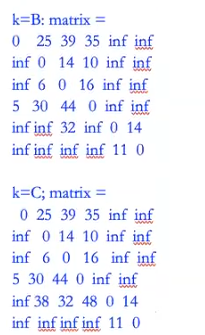 k=B: matrix =
0 25 39 35 inf inf
inf 0 14 10 inf inf
inf 6 0 16 inf inf
5 30 44 0 inf inf
inf inf 32 inf 0 14
inf inf inf inf 11 0
k=C; matrix =
0 25 39 35 inf inf
inf 0 14 10 inf inf
inf 6 0 16 inf inf
5 30 44 0 inf inf
inf 38 32 48 0 14
inf inf inf inf 11 0